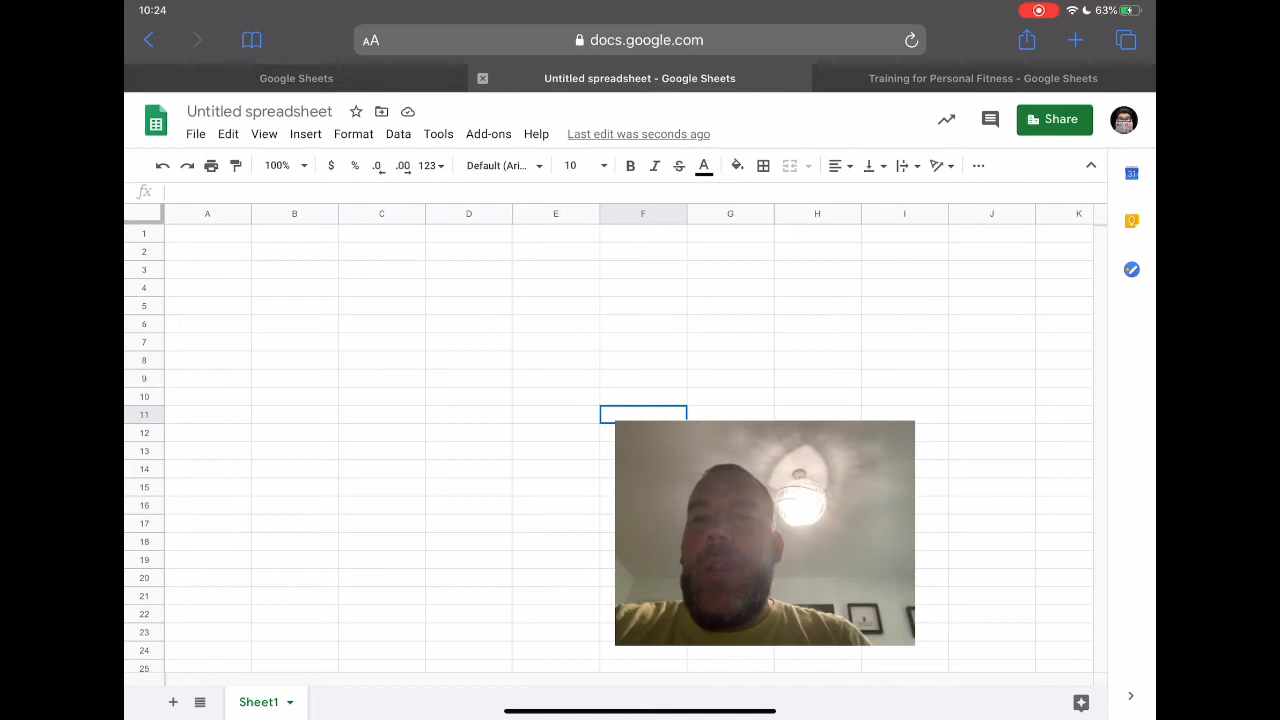 10:24
63%
AA
docs.google.com
Google Sheets
Untitled spreadsheet - Google Sheets
Training for Personal Fitness - Google Sheets
Untitled spreadsheet
File Edit View Insert Format Data Tools Add-ons Help Last edit was seconds ago
Share
100% $ % .0 .00 123 Default (Ari... 10 B I S A
31
fx
A B C D E F G H I J K
1
2
3
4
5
6
7
8
9
10
11
12
13
14
15
16
17
18
19
20
21
22
23
24
25
Sheet1